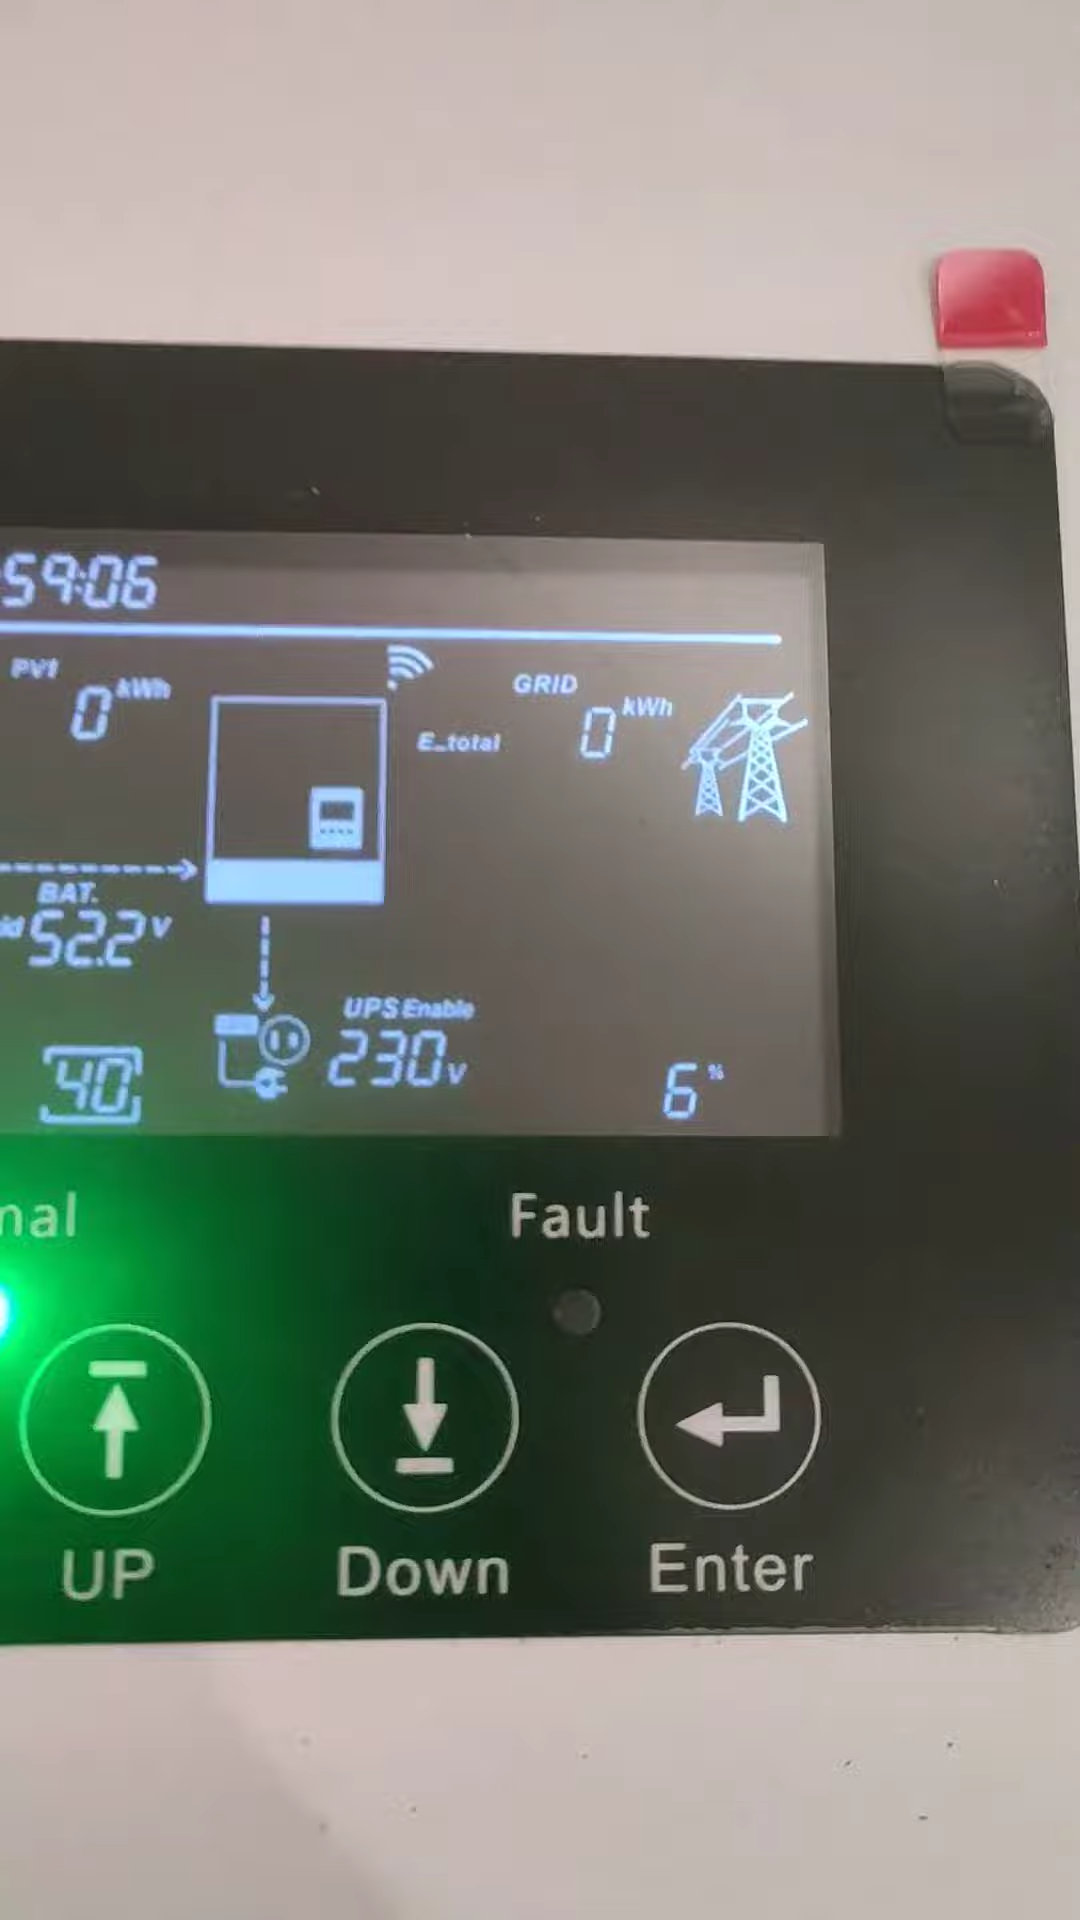 59:06
PV1
0 kWh
GRID
0 kWh
E_total
BAT.
id 52.2 V
UPS Enable
230 V
40
6 %
nal
Fault
UP
Down
Enter